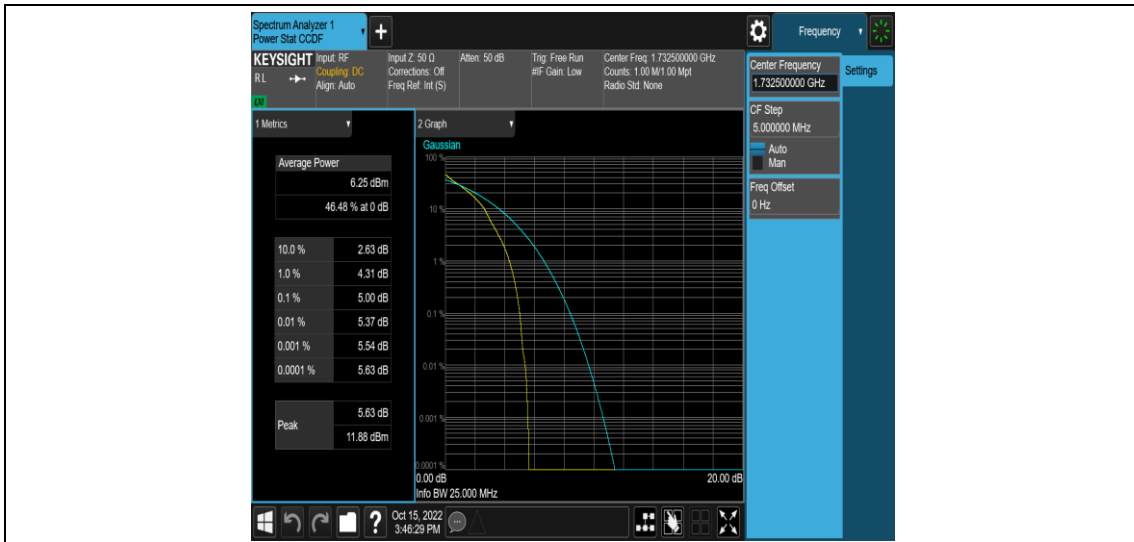 Spectrum Analyzer 1
Power Stat CCDF
Frequency
KEYSIGHT
RL
LXI
Input: RF
Coupling: DC
Align: Auto
Input Z: 50 Ω
Corrections: Off
Freq Ref: Int (S)
Atten: 50 dB
Trig: Free Run
#IF Gain: Low
Center Freq: 1.732500000 GHz
Counts: 1.00 M/1.00 Mpt
Radio Std: None
Center Frequency
1.732500000 GHz
Settings
CF Step
5.000000 MHz
Auto
Man
Freq Offset
0 Hz
1 Metrics
Average Power
6.25 dBm
46.48 % at 0 dB
10.0 % 2.63 dB
1.0 % 4.31 dB
0.1 % 5.00 dB
0.01 % 5.37 dB
0.001 % 5.54 dB
0.0001 % 5.63 dB
Peak 5.63 dB
11.88 dBm
2 Graph
Gaussian
100 %
10 %
1 %
0.1 %
0.01 %
0.001 %
0.0001 %
0.00 dB 20.00 dB
Info BW 25.000 MHz
?
Oct 15, 2022
3:46:29 PM